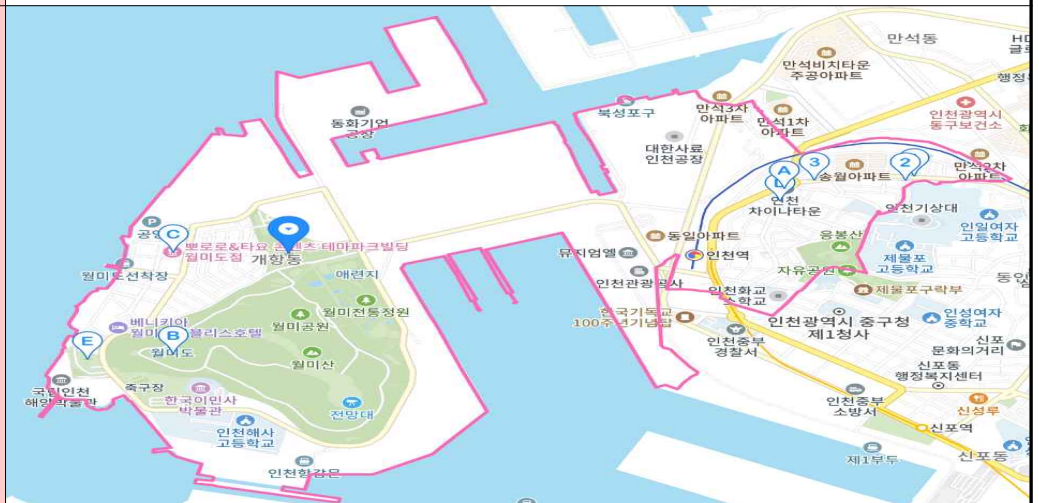 만석동
만석비치타운
주공아파트
행정
동화기업
공장
북성포구
만석3차
아파트
만석1차
아파트
인천광역시
동구보건소
대한사료
인천공장
3
A
송월아파트
2
만석2차
아파트
인천
차이나타운
인천기상대
인일여자
고등학교
C
뽀로로&타요 콘텐츠 테마파크빌딩
월미도점
개항동
월미도선착장
애련지
뮤지엄엘
동일아파트
인천역
응봉산
제물포
고등학교
자유공원
인천관광공사
인천화교
소학교
제물포구락부
월미공원
월미전통정원
한국기독교
100주년기념탑
인천광역시 중구청
제1청사
인성여자
중학교
베니키아
E
B
월미도
월미산
인천중부
경찰서
신포
문화의거리
신포동
행정복지센터
국립인천
해양박물관
축구장
한국이민사
박물관
전망대
인천중부
소방서
신성루
인천해사
고등학교
신포역
인천항갑문
제1부두
신포동